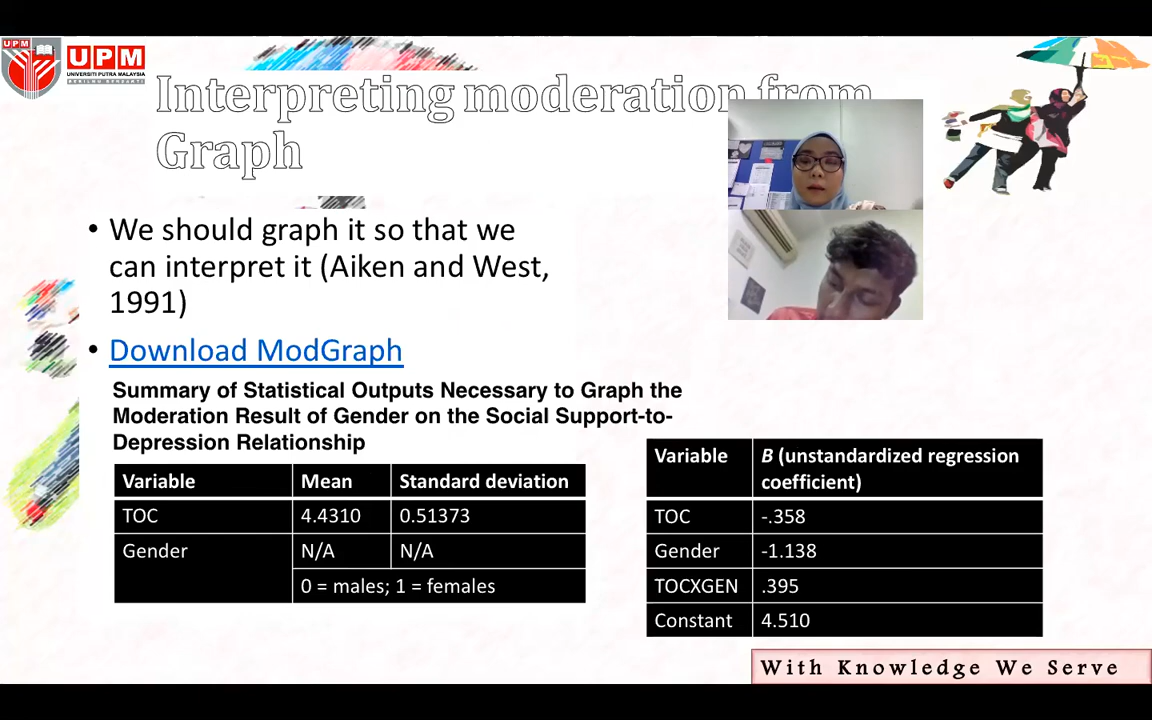 UPM
UPM
UNIVERSITI PUTRA MALAYSIA
Interpreting moderation from
Graph
• We should graph it so that we
can interpret it (Aiken and West,
1991)
• Download ModGraph
Summary of Statistical Outputs Necessary to Graph the
Moderation Result of Gender on the Social Support-to-
Depression Relationship
Variable Mean Standard deviation
TOC 4.4310 0.51373
Gender N/A N/A
0 = males; 1 = females
Variable B (unstandardized regression
coefficient)
TOC -.358
Gender -1.138
TOCXGEN .395
Constant 4.510
With Knowledge We Serve